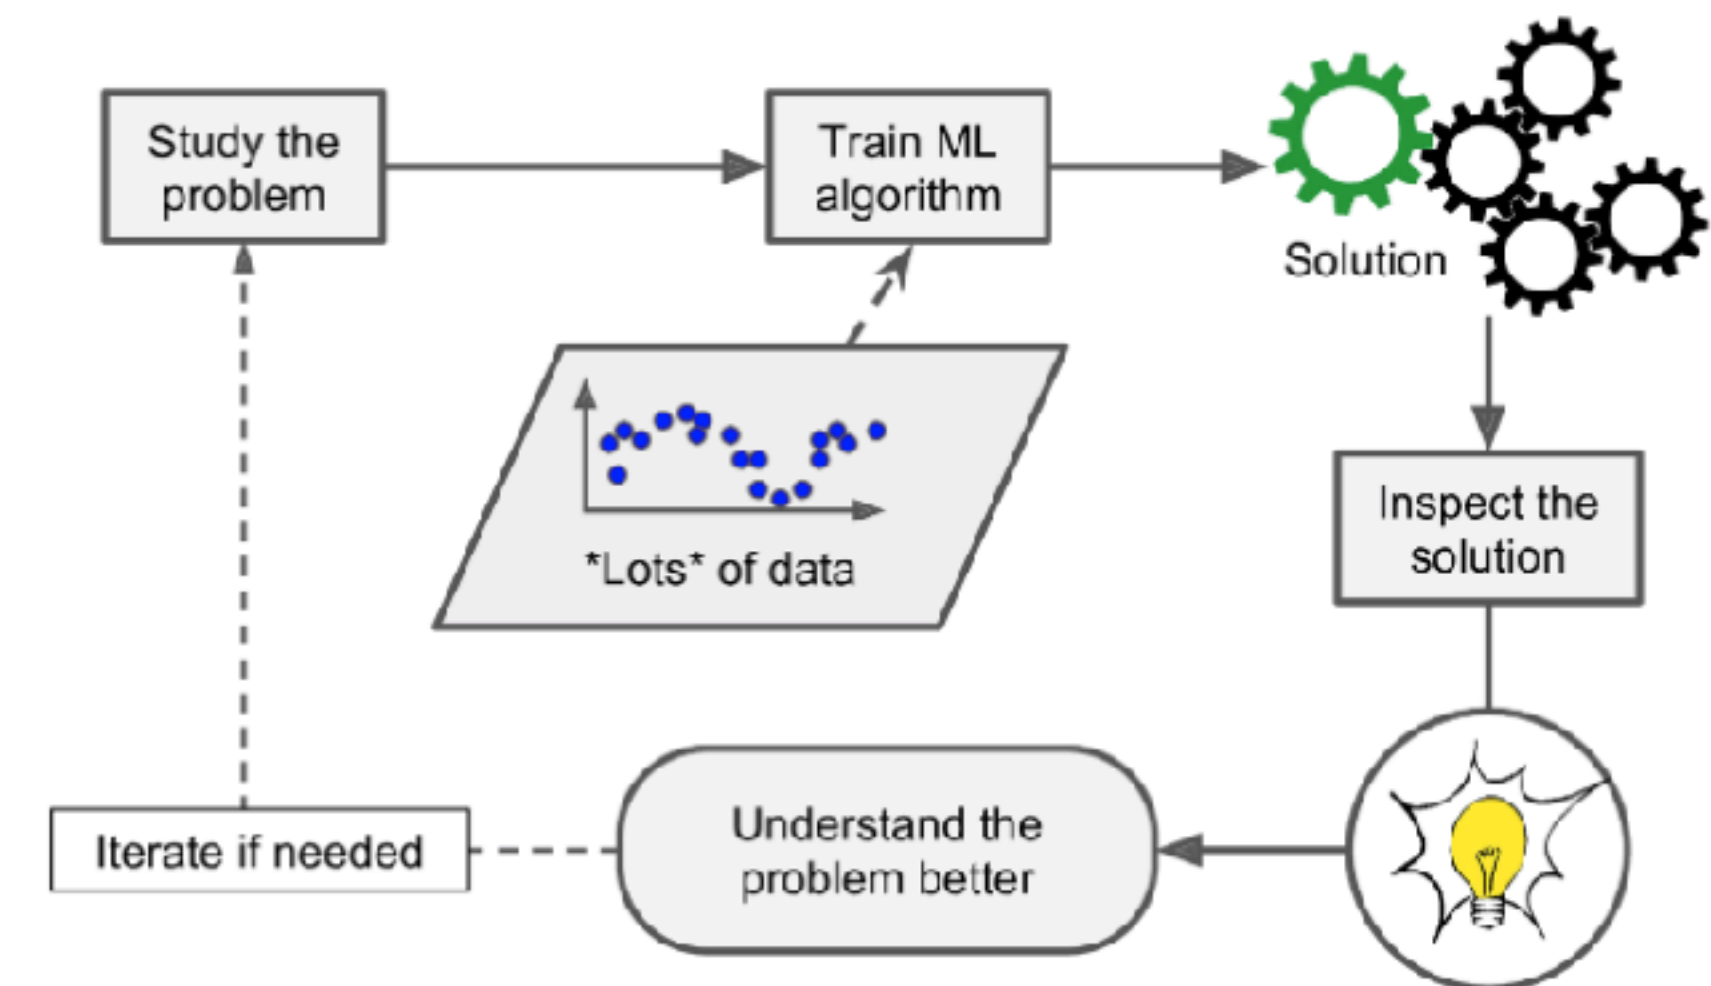 Study the
problem
Train ML
algorithm
Solution
*Lots* of data
Inspect the
solution
Understand the
problem better
Iterate if needed